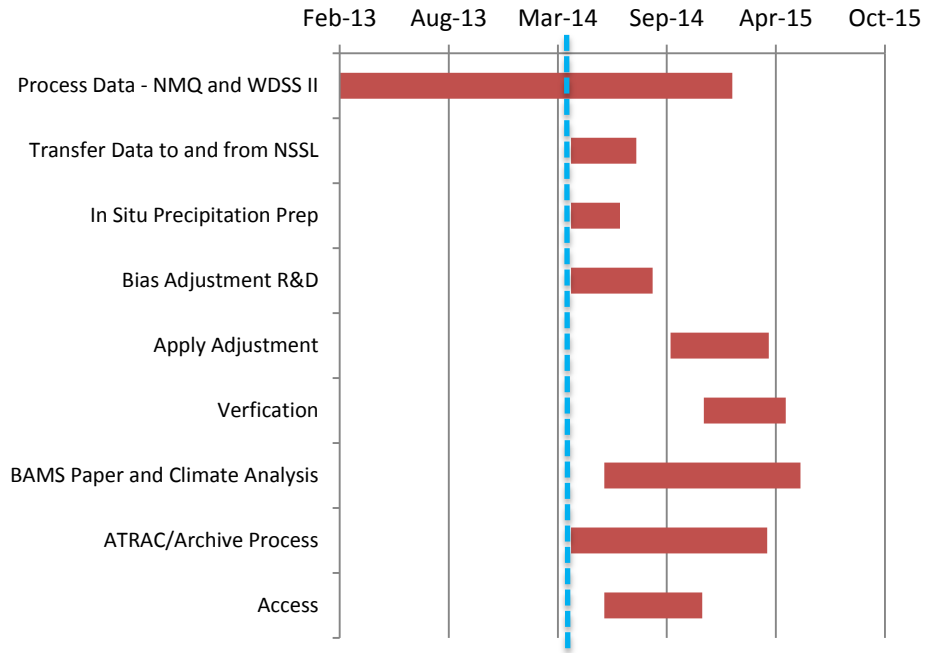 Feb-13 Aug-13 Mar-14 Sep-14 Apr-15 Oct-15
Process Data - NMQ and WDSS II
Transfer Data to and from NSSL
In Situ Precipitation Prep
Bias Adjustment R&D
Apply Adjustment
Verfication
BAMS Paper and Climate Analysis
ATRAC/Archive Process
Access